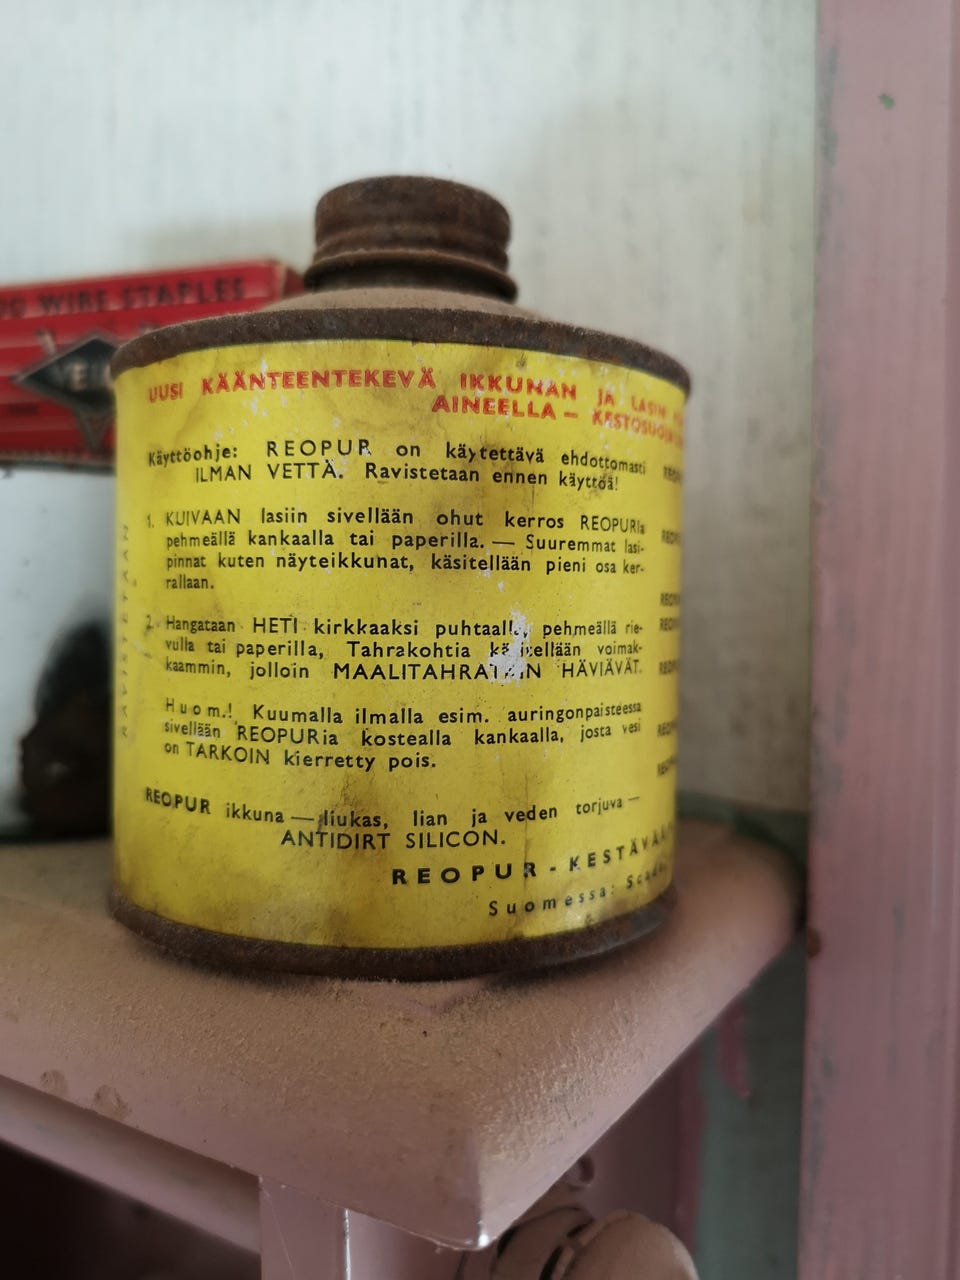 WIRE STAPLES
UUSI KÄÄNTEENTEKEVÄ IKKUNAN JA LASIN
AINEELLA — KESTOSUOJA
Käyttöohje: REOPUR on käytettävä ehdottomasti
ILMAN VETTÄ. Ravistetaan ennen käyttöä!
1. KUIVAAN lasiin sivellään ohut kerros REOPURia
pehmeällä kankaalla tai paperilla. — Suuremmat lasi-
pinnat kuten näyteikkunat, käsitellään pieni osa ker-
rallaan.
2. Hangataan HETI kirkkaaksi puhtaalla, pehmeällä rie-
vulla tai paperilla, Tahrakohtia käsitellään voimak-
kaammin, jolloin MAALITAHRATKIN HÄVIÄVÄT.
Huom.! Kuumalla ilmalla esim. auringonpaisteessa
sivellään REOPURia kostealla kankaalla, josta vesi
on TARKOIN kierretty pois.
REOPUR ikkuna — liukas, lian ja veden torjuva —
ANTIDIRT SILICON.
REOPUR - KESTÄVÄ
Suomessa:
RAVISTETAAN